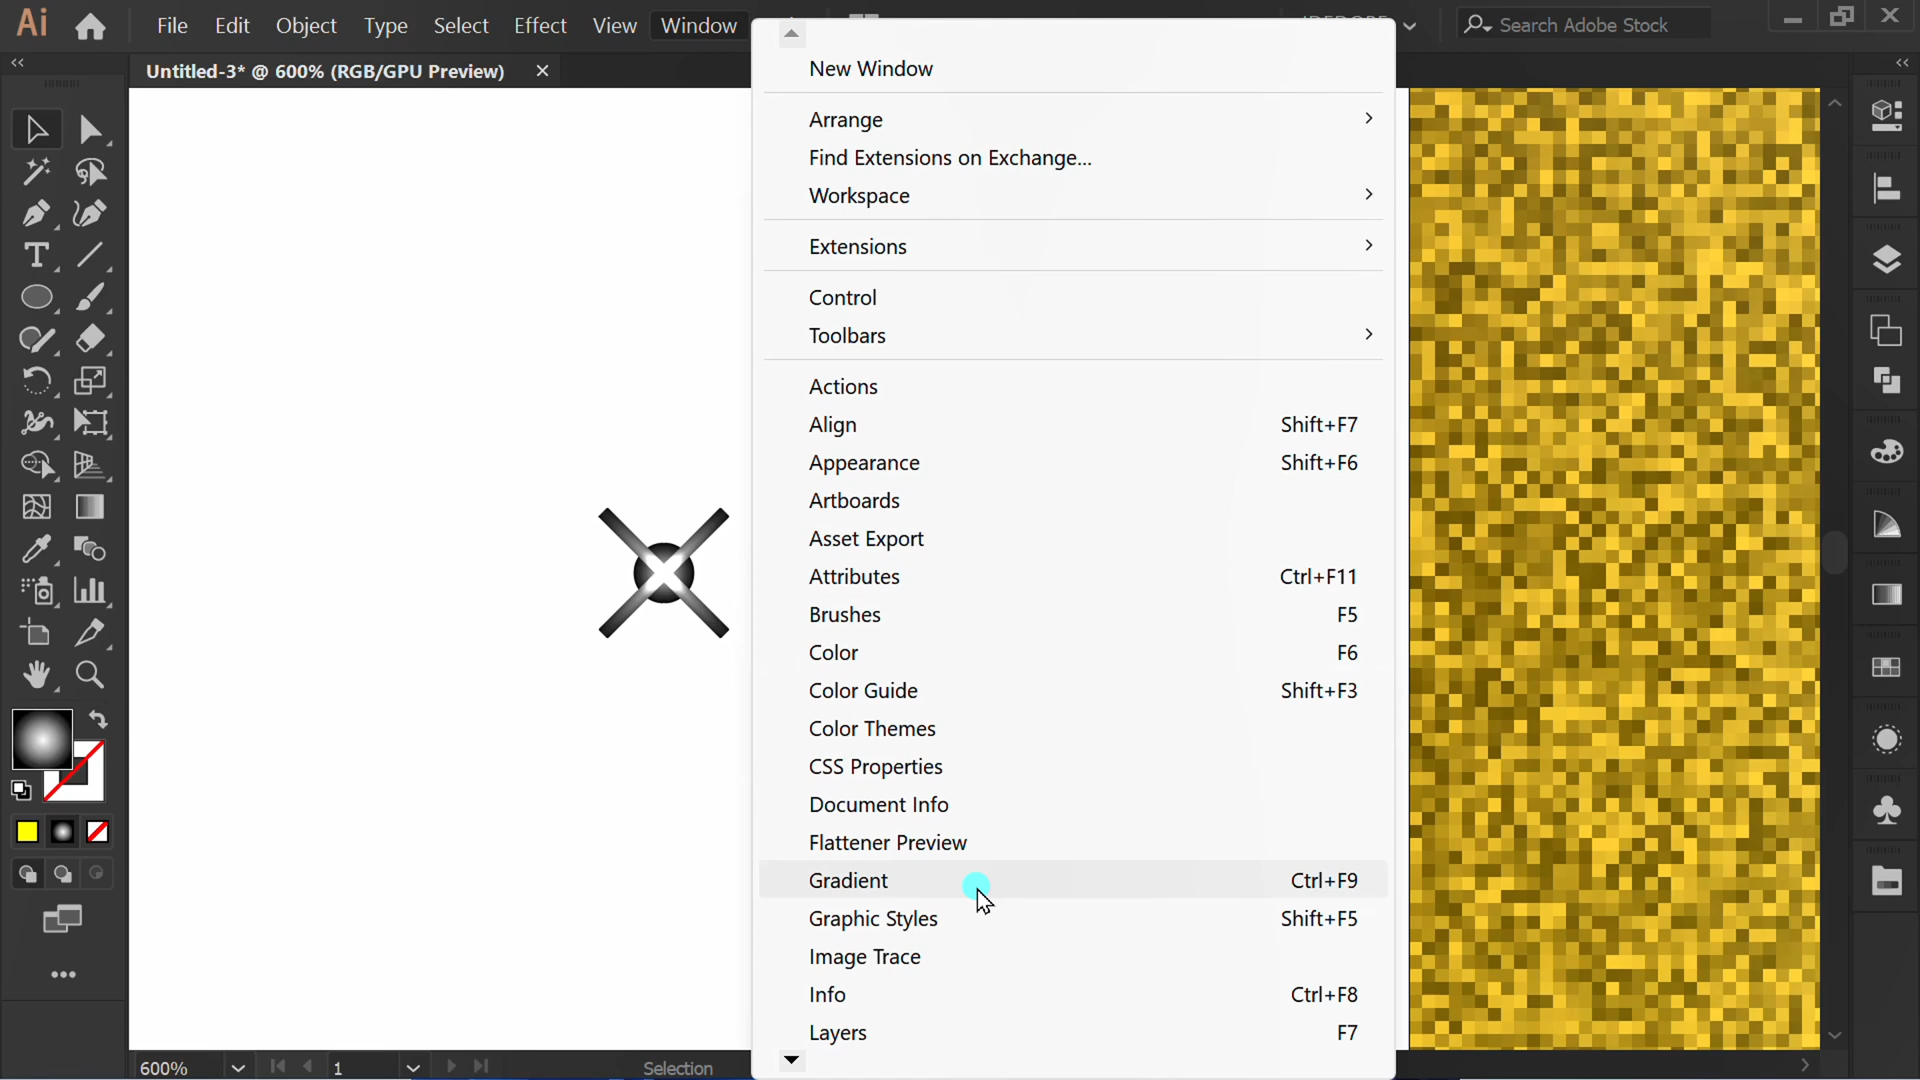 Ai File Edit Object Type Select Effect View Window Search Adobe Stock
Untitled-3* @ 600% (RGB/GPU Preview)
New Window
Arrange
Find Extensions on Exchange...
Workspace
Extensions
Control
Toolbars
Actions
Align Shift+F7
Appearance Shift+F6
Artboards
Asset Export
Attributes Ctrl+F11
Brushes F5
Color F6
Color Guide Shift+F3
Color Themes
CSS Properties
Document Info
Flattener Preview
Gradient Ctrl+F9
Graphic Styles Shift+F5
Image Trace
Info Ctrl+F8
Layers F7
600% 1 Selection